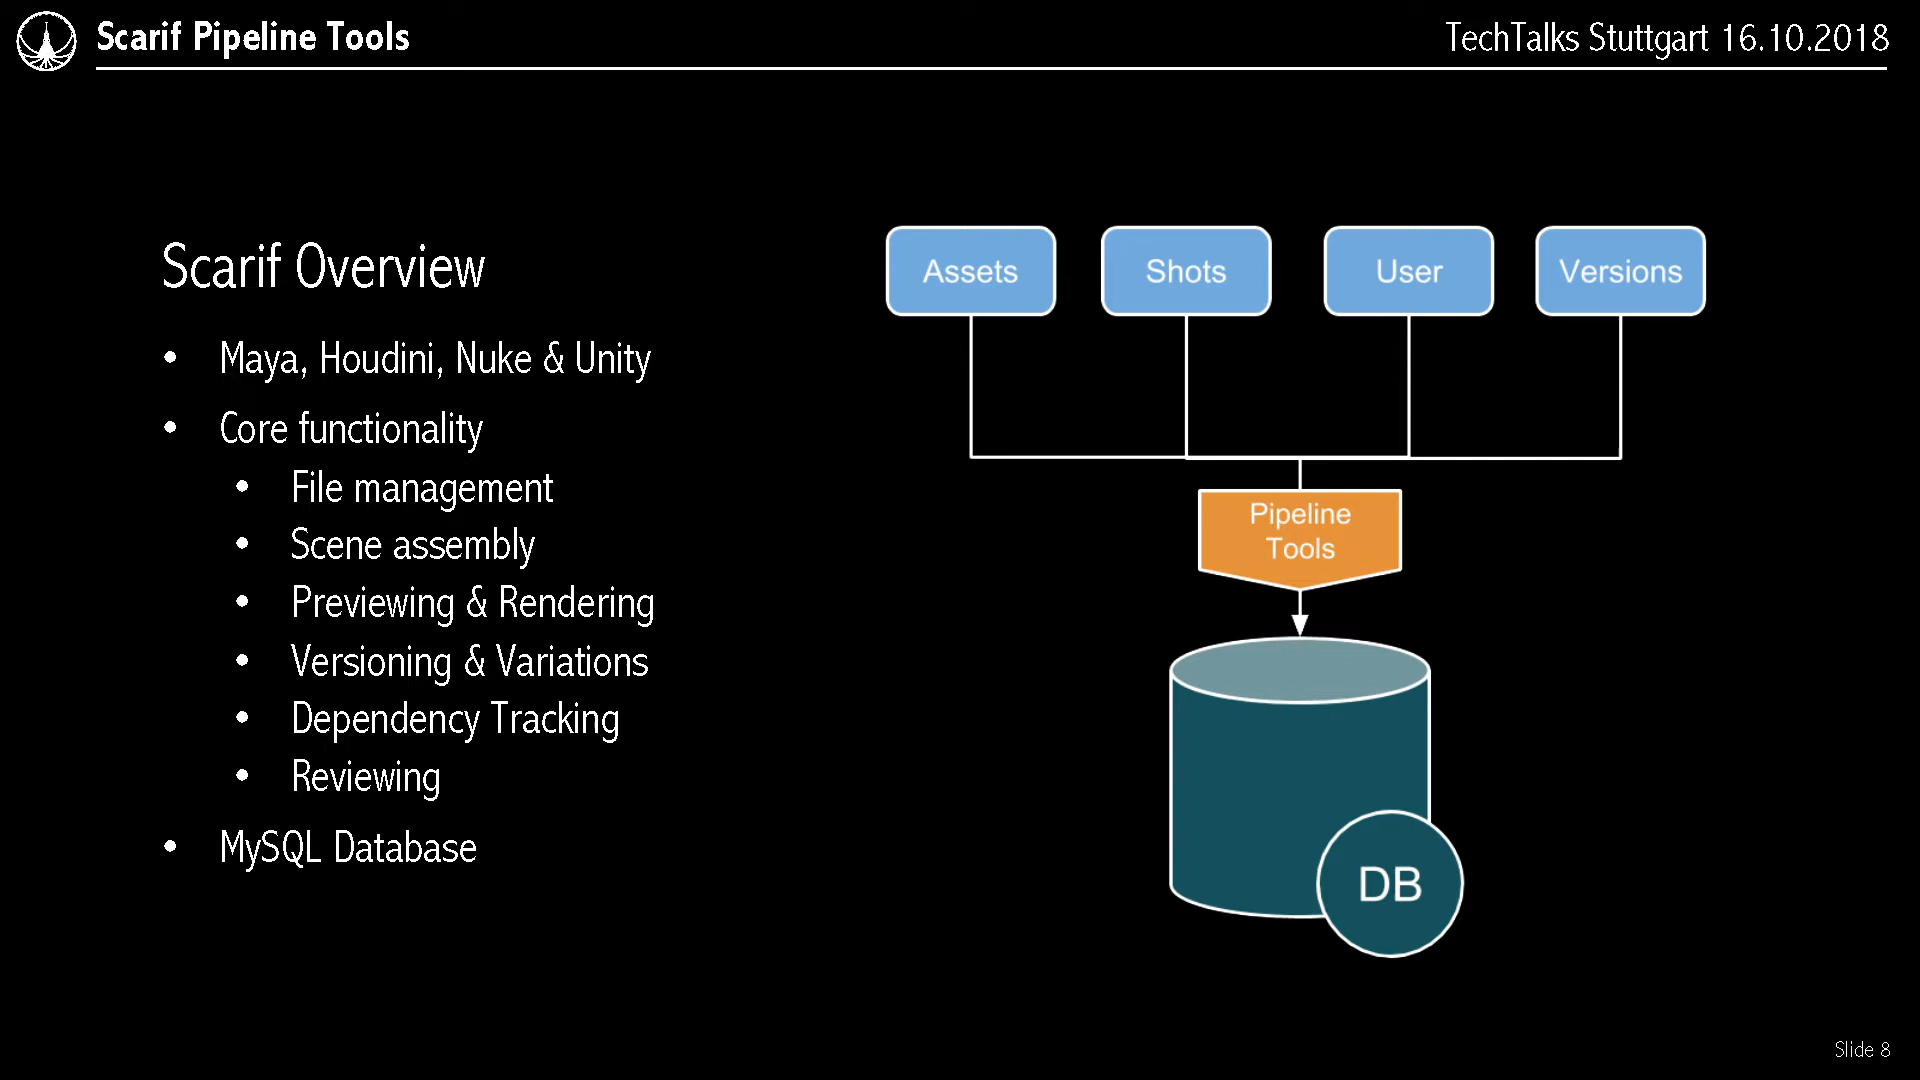 Scarif Pipeline Tools
TechTalks Stuttgart 16.10.2018
Scarif Overview
• Maya, Houdini, Nuke & Unity
• Core functionality
• File management
• Scene assembly
• Previewing & Rendering
• Versioning & Variations
• Dependency Tracking
• Reviewing
• MySQL Database
Assets
Shots
User
Versions
Pipeline
Tools
DB
Slide 8